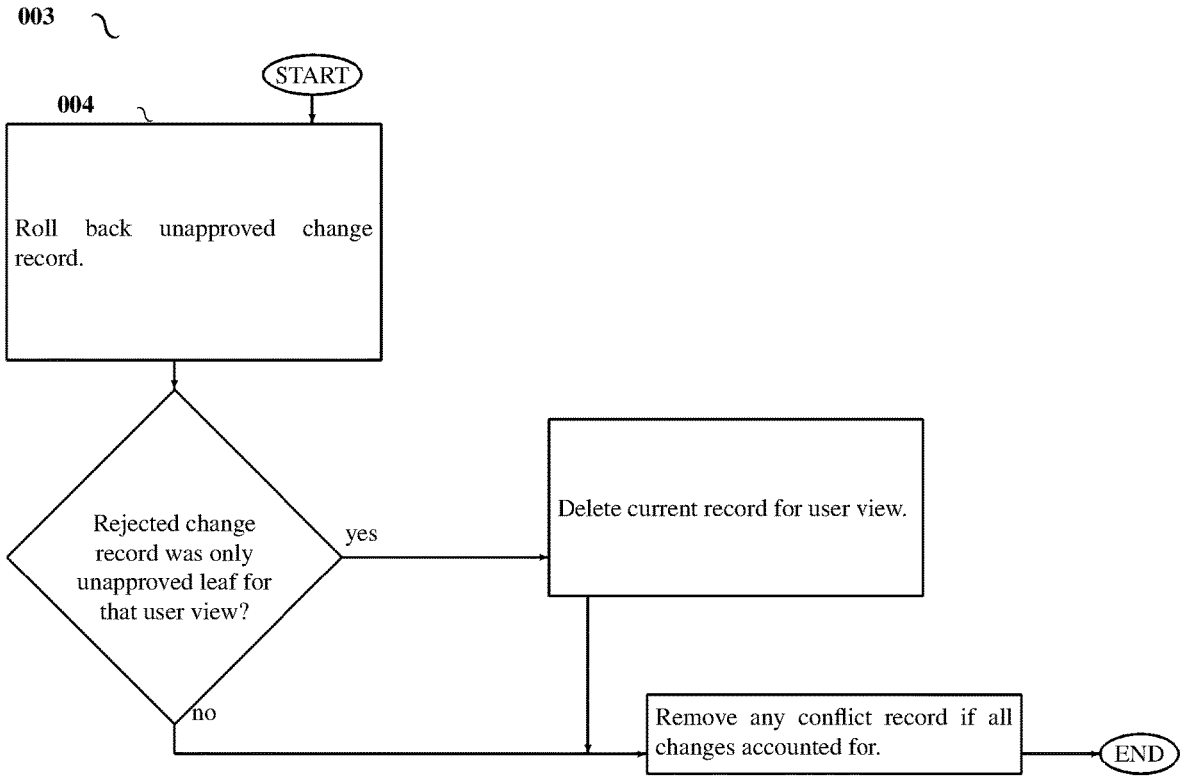 003
START
004
Roll back unapproved change
record.
Rejected change
record was only
unapproved leaf for
that user view?
yes
Delete current record for user view.
no
Remove any conflict record if all
changes accounted for.
END